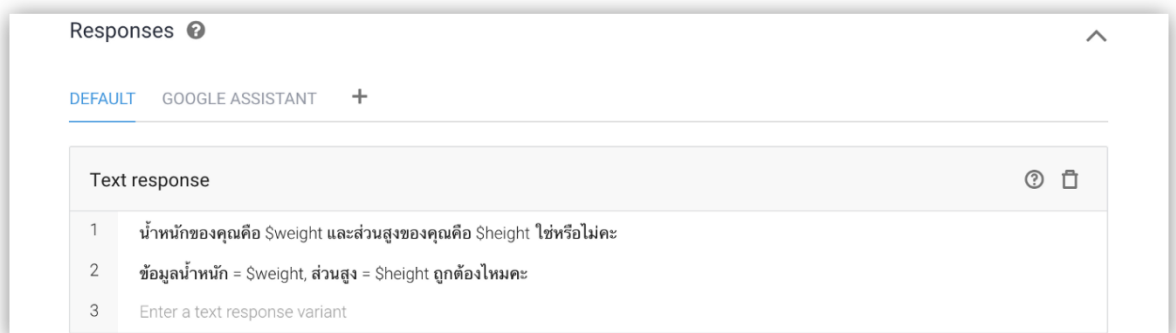 Responses
DEFAULT GOOGLE ASSISTANT +
Text response
1 น้ำหนักของคุณคือ $weight และส่วนสูงของคุณคือ $height ใช่หรือไม่คะ
2 ข้อมูลน้ำหนัก = $weight, ส่วนสูง = $height ถูกต้องไหมคะ
3 Enter a text response variant